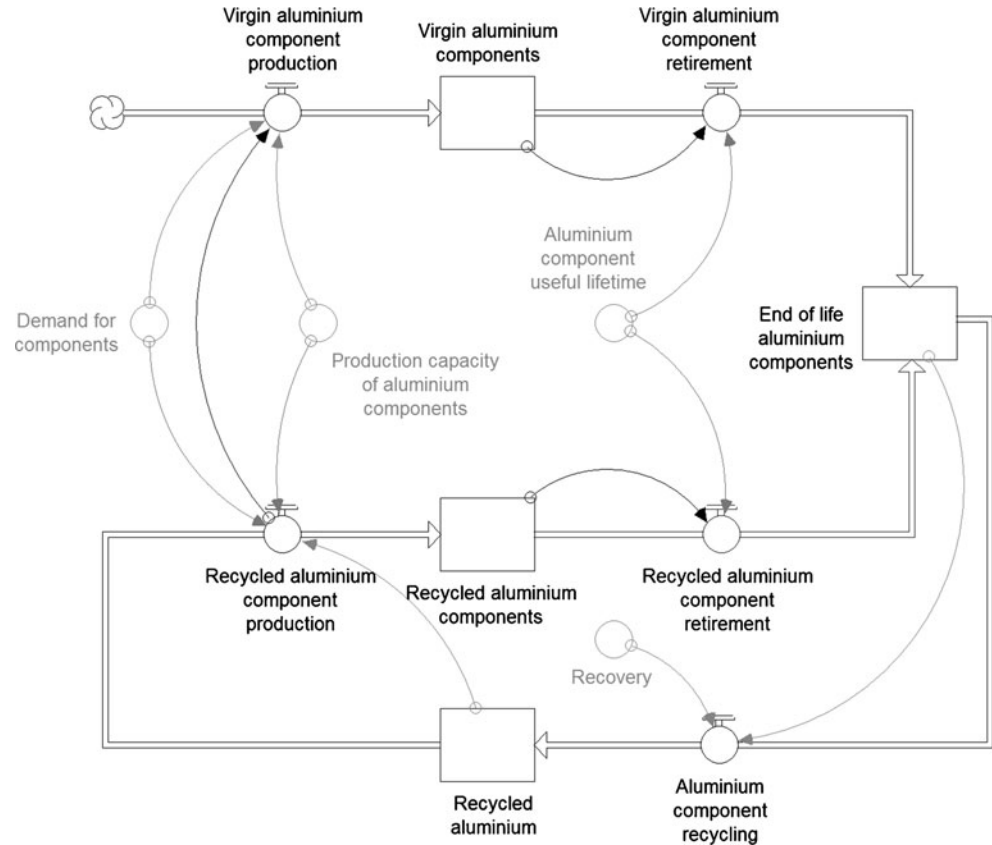 Virgin aluminium
component
production
Virgin aluminium
components
Virgin aluminium
component
retirement
Demand for
components
Production capacity
of aluminium
components
Aluminium
component
useful lifetime
End of life
aluminium
components
Recycled aluminium
component
production
Recycled aluminium
components
Recycled aluminium
component
retirement
Recovery
Recycled
aluminium
Aluminium
component
recycling